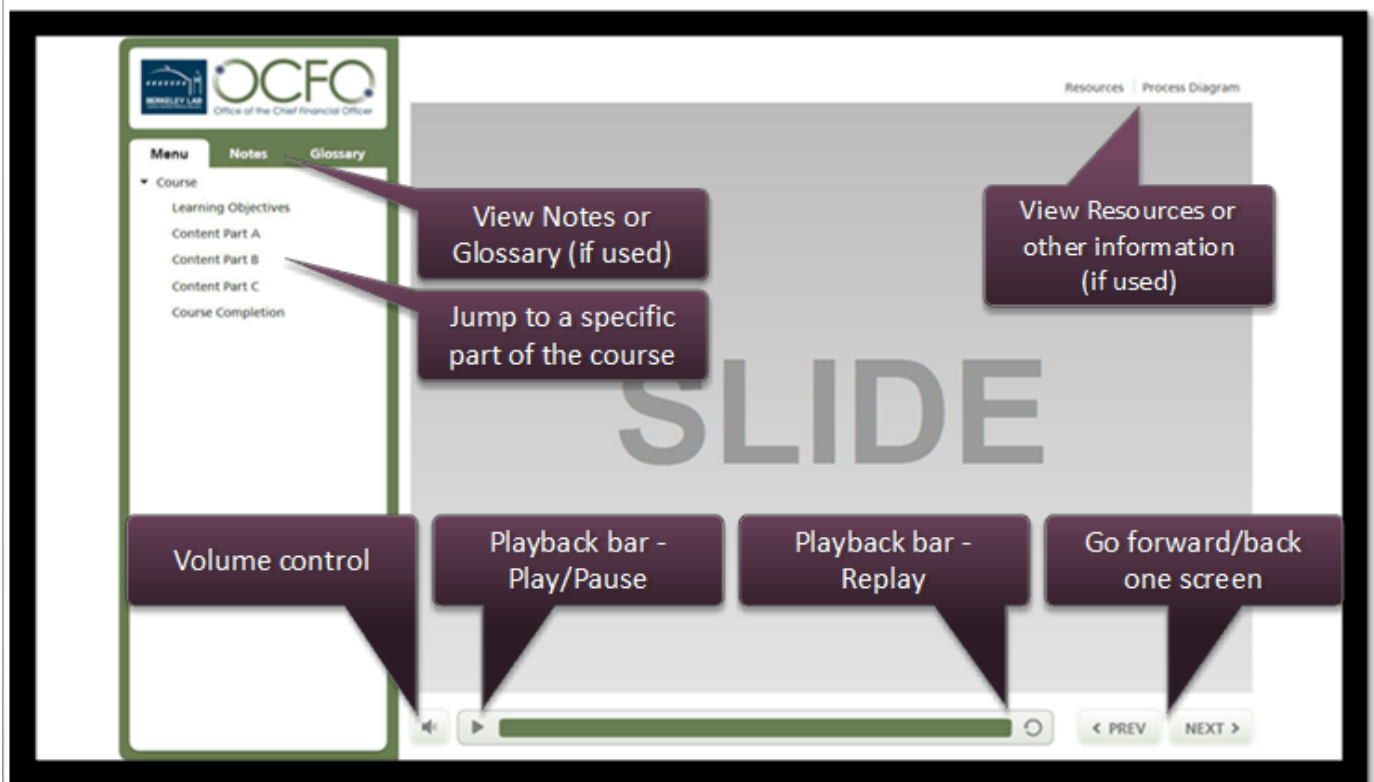 BERKELEY LAB
OCFO
Office of the Chief Financial Officer
Resources | Process Diagram
Menu Notes Glossary
Course
Learning Objectives
Content Part A
Content Part B
Content Part C
Course Completion
View Notes or
Glossary (if used)
Jump to a specific
part of the course
View Resources or
other information
(if used)
SLIDE
Volume control
Playback bar -
Play/Pause
Playback bar -
Replay
Go forward/back
one screen
< PREV
NEXT >